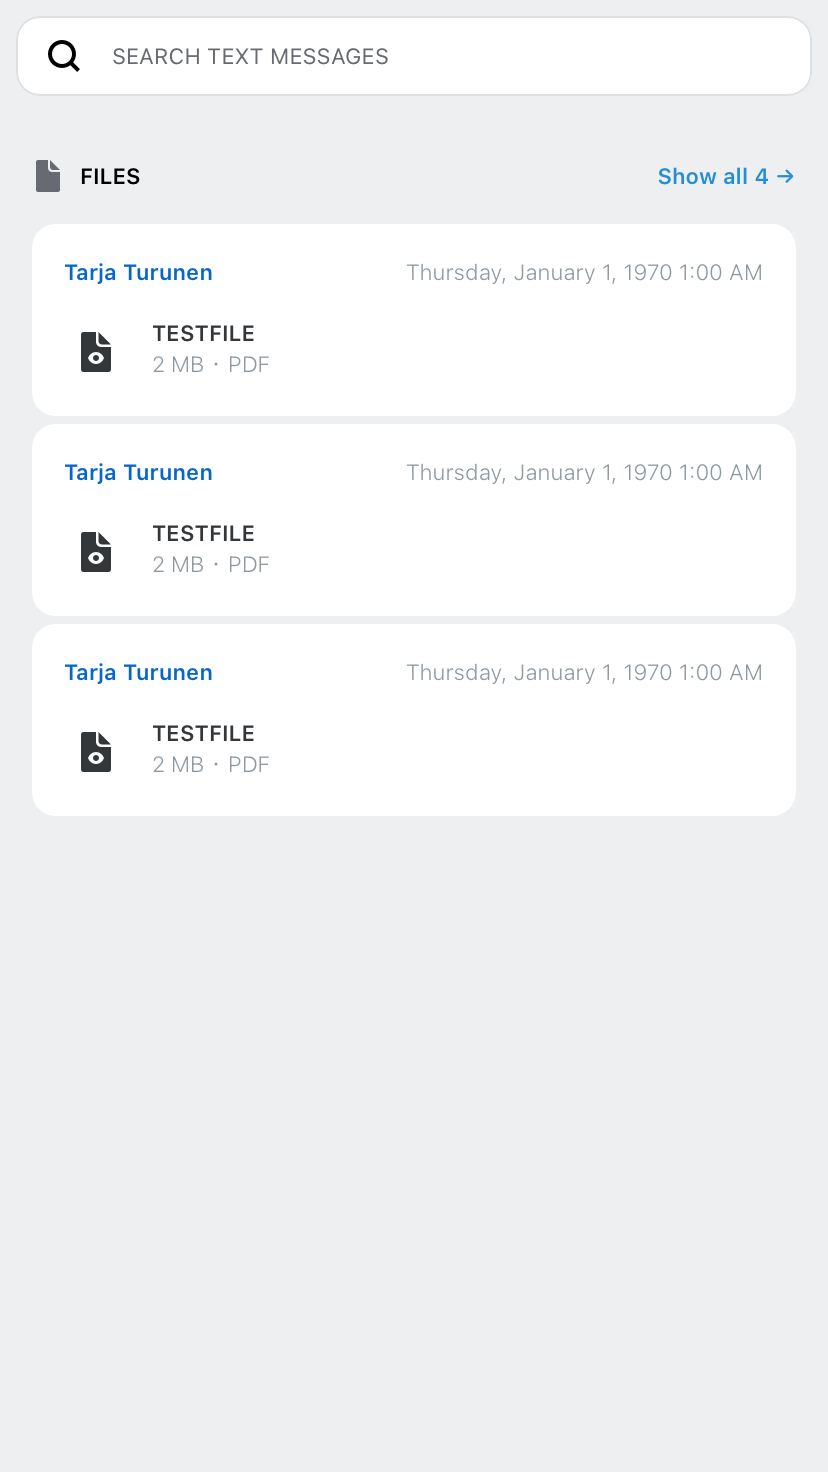 SEARCH TEXT MESSAGES
FILES
Show all 4 →
Tarja Turunen
Thursday, January 1, 1970 1:00 AM
TESTFILE
2 MB · PDF
Tarja Turunen
Thursday, January 1, 1970 1:00 AM
TESTFILE
2 MB · PDF
Tarja Turunen
Thursday, January 1, 1970 1:00 AM
TESTFILE
2 MB · PDF